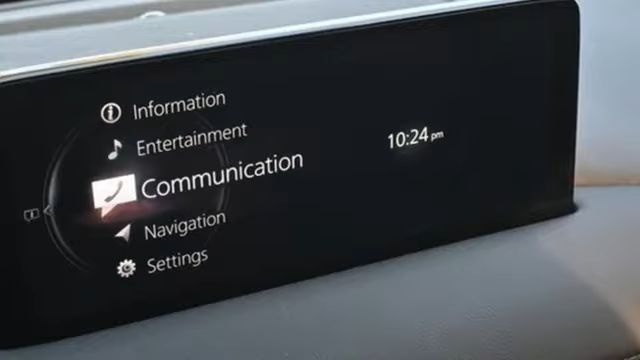 Information
Entertainment
Communication
10:24 pm
Navigation
Settings